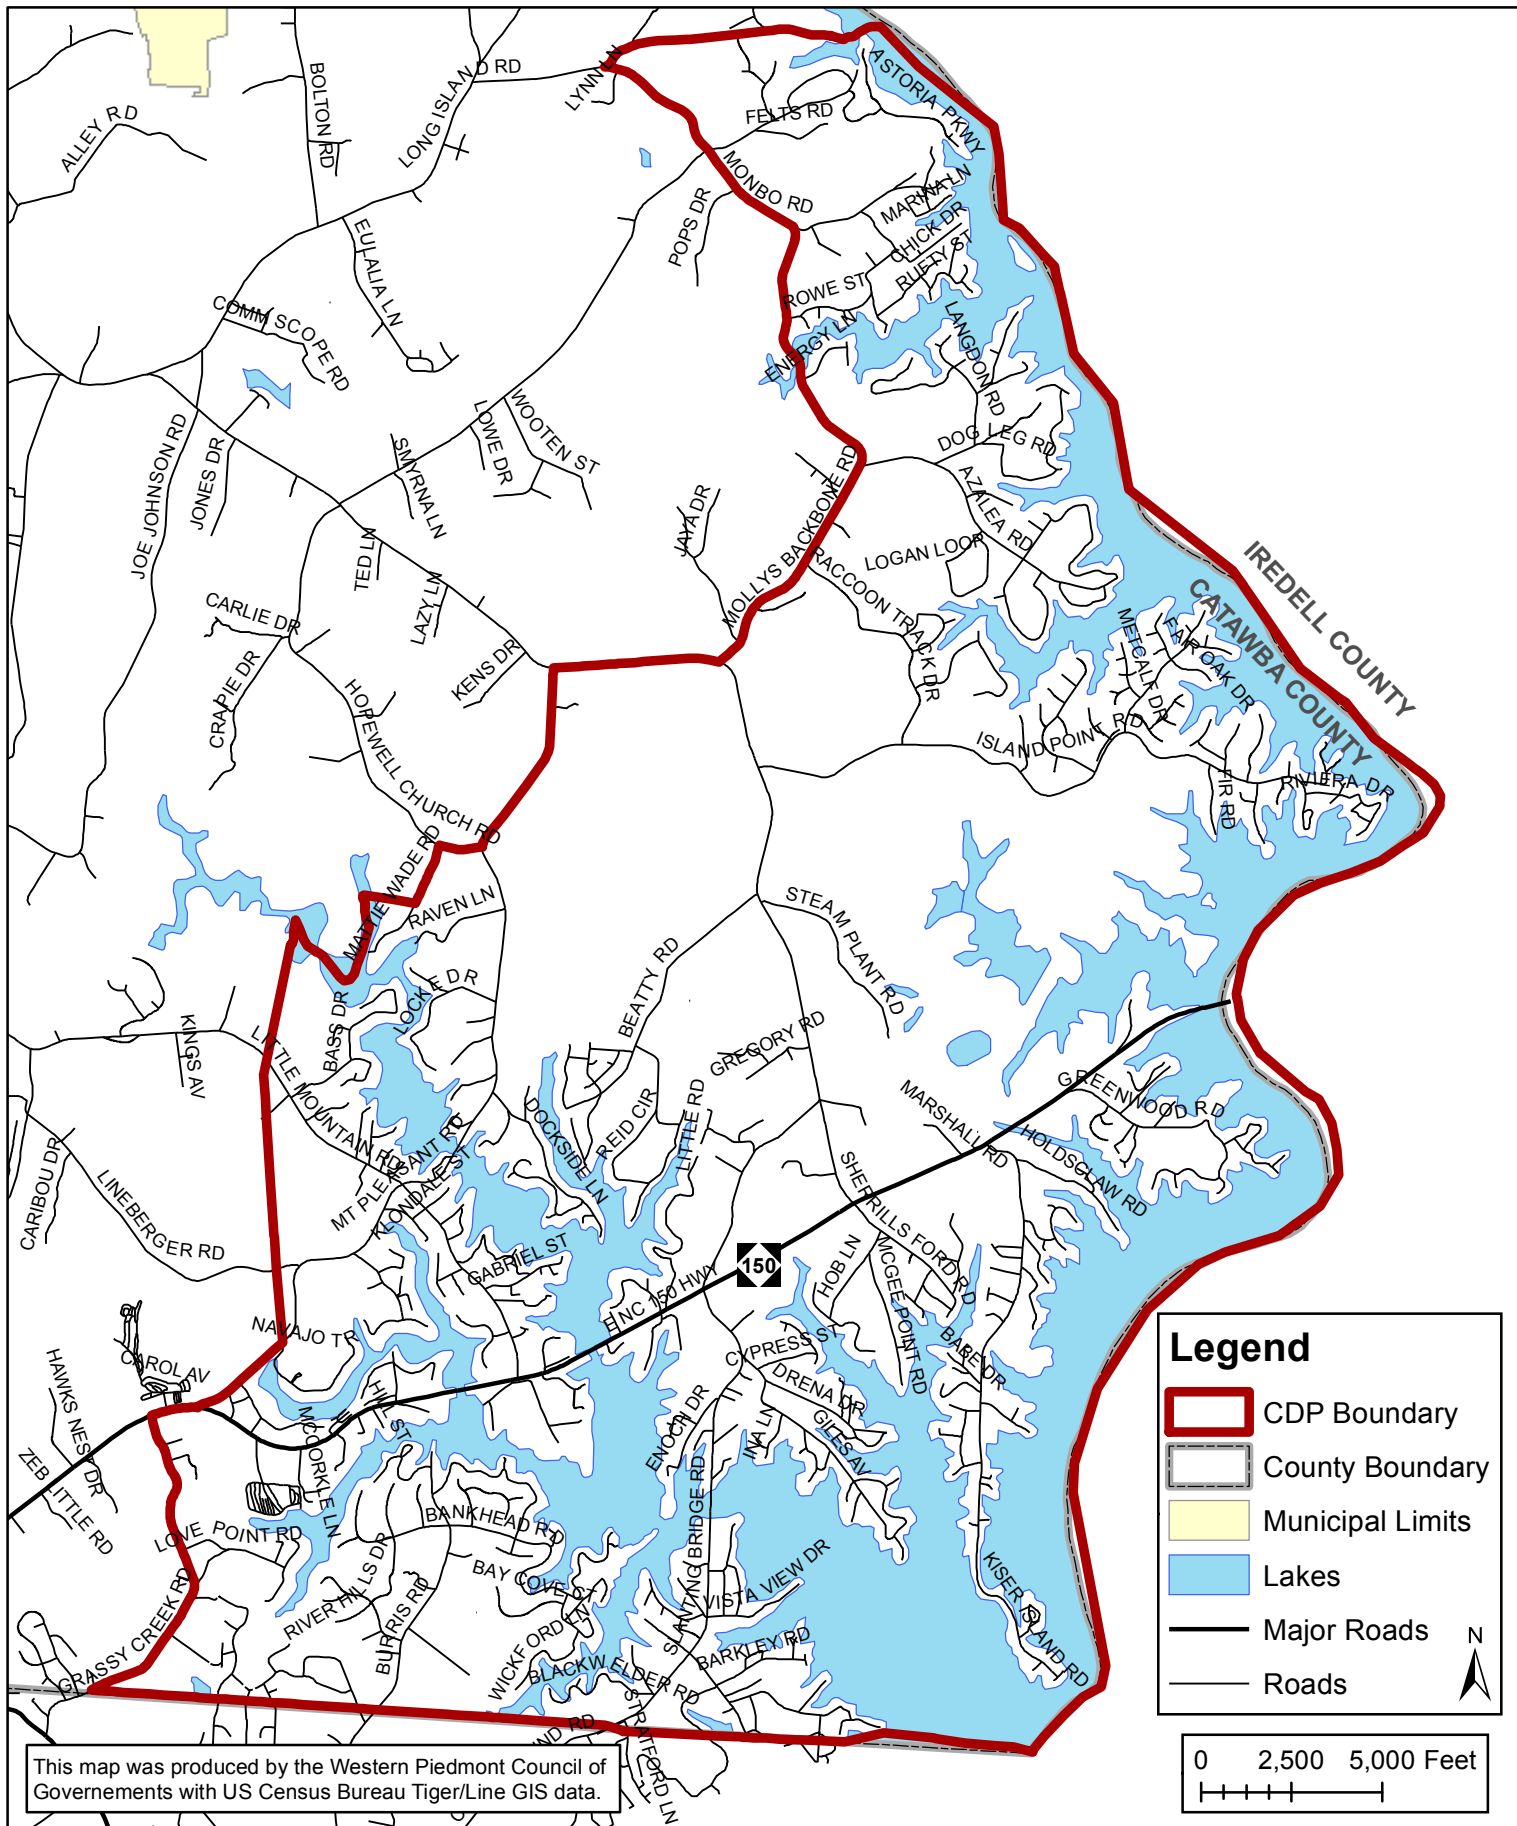 ALLEY RD
BOLTON RD
LONG ISLAND RD
LYNN LN
ASTORIA PKWY
FELTS RD
MONBO RD
POPS DR
MARINA LN
CHICK DR
RUFTY ST
ROWE ST
ENERGY LN
EULALIA LN
COMM SCOPE RD
LANGDON RD
DOG LEG RD
AZALEA RD
LOGAN LOOP
JOE JOHNSON RD
JONES DR
SMYRNA LN
LOWE DR
WOOTEN ST
JAYA DR
MOLLYS BACKBONE RD
RACCOON TRACK DR
TED LN
LAZY LN
CARLIE DR
CRAPIE DR
KENS DR
HOPEWELL CHURCH RD
IREDELL COUNTY
CATAWBA COUNTY
METCALF DR
FAIR OAK DR
ISLAND POINT RD
FIR RD
RIVIERA DR
MATTIE WADE RD
RAVEN LN
LOCKE DR
BASS DR
STEAM PLANT RD
BEATTY RD
GREGORY RD
KINGS AV
LITTLE MOUNTAIN RD
CARIBOU DR
LINEBERGER RD
MT PLEASANT RD
KLONDALE ST
DOCKSIDE LN
REID CIR
LITTLE RD
GREENWOOD RD
MARSHALL RD
HOLDSCLAW RD
SHERRILLS FORD RD
GABRIEL ST
E NC 150 HWY
150
HOB LN
MCGEE POINT RD
BABE DR
NAVAJO TR
CAROL AV
HAWKS NEST DR
ZEB LITTLE RD
MCCORKLE LN
HILL ST
CYPRESS ST
DRENA DR
GILES AV
INA LN
ENOCH DR
LOVE POINT RD
BANKHEAD RD
BAY COVE CT
RIVER HILLS DR
BURRIS RD
GRASSY CREEK RD
WICKFORD LN
BLACKWELDER RD
SLANTING BRIDGE RD
VISTA VIEW DR
BARKLEY RD
STRATFORD LN
KISER ISLAND RD
Legend
CDP Boundary
County Boundary
Municipal Limits
Lakes
Major Roads
Roads
N
0 2,500 5,000 Feet
This map was produced by the Western Piedmont Council of
Governements with US Census Bureau Tiger/Line GIS data.